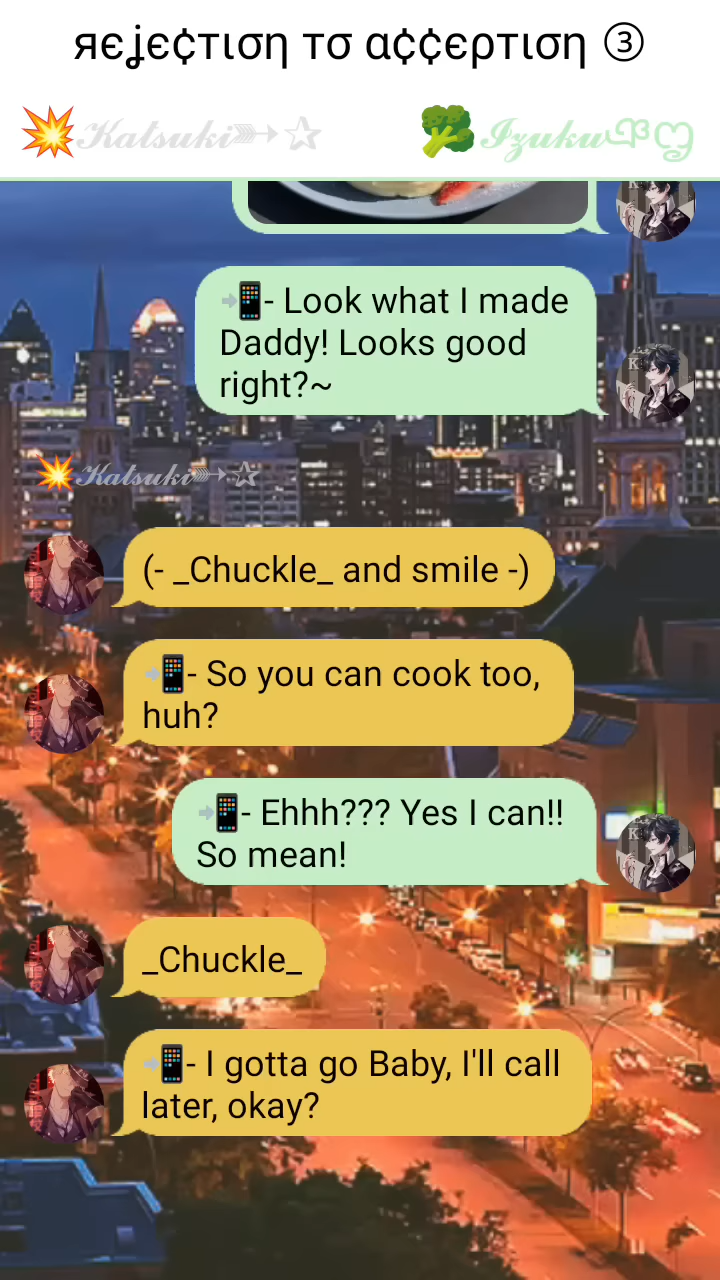 яєʝє¢тιση тσ α¢¢єρтιση ③
💥𝒦𝒶𝓉𝓈𝓊𝓀𝒾➳☆ 🥦𝓘𝔃𝓾𝓴𝓾ঞღ
📲- Look what I made
Daddy! Looks good
right?~
💥𝒦𝒶𝓉𝓈𝓊𝓀𝒾➳☆
(- _Chuckle_ and smile -)
📲- So you can cook too,
huh?
📲- Ehhh??? Yes I can!!
So mean!
_Chuckle_
📲- I gotta go Baby, I'll call
later, okay?